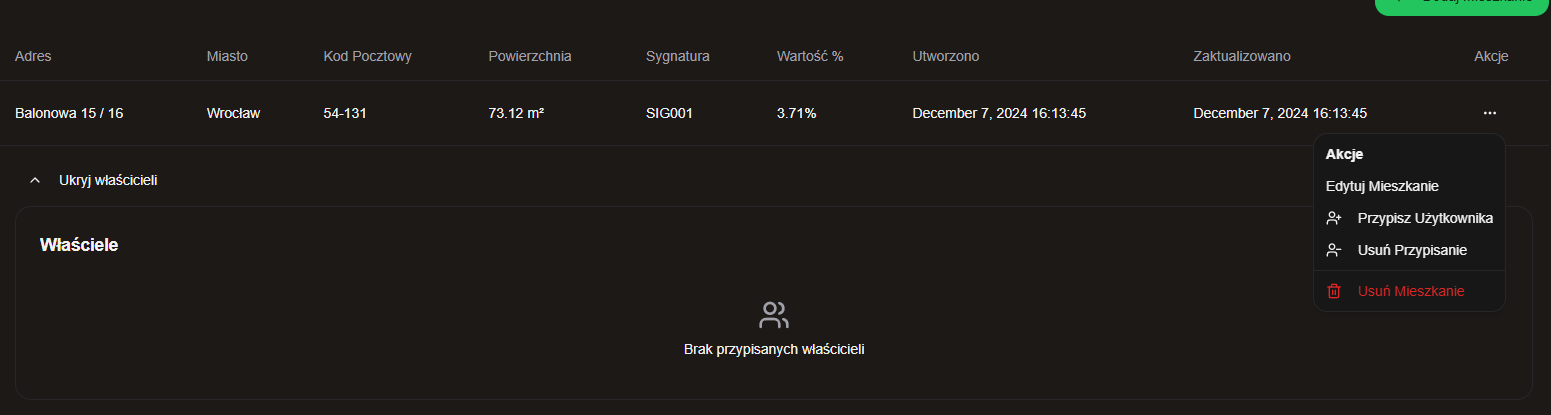 Adres Miasto Kod Pocztowy Powierzchnia Sygnatura Wartość % Utworzono Zaktualizowano Akcje
Balonowa 15 / 16 Wrocław 54-131 73.12 m² SIG001 3.71% December 7, 2024 16:13:45 December 7, 2024 16:13:45
Akcje
Edytuj Mieszkanie
Przypisz Użytkownika
Usuń Przypisanie
Usuń Mieszkanie
Ukryj właścicieli
Właściele
Brak przypisanych właścicieli